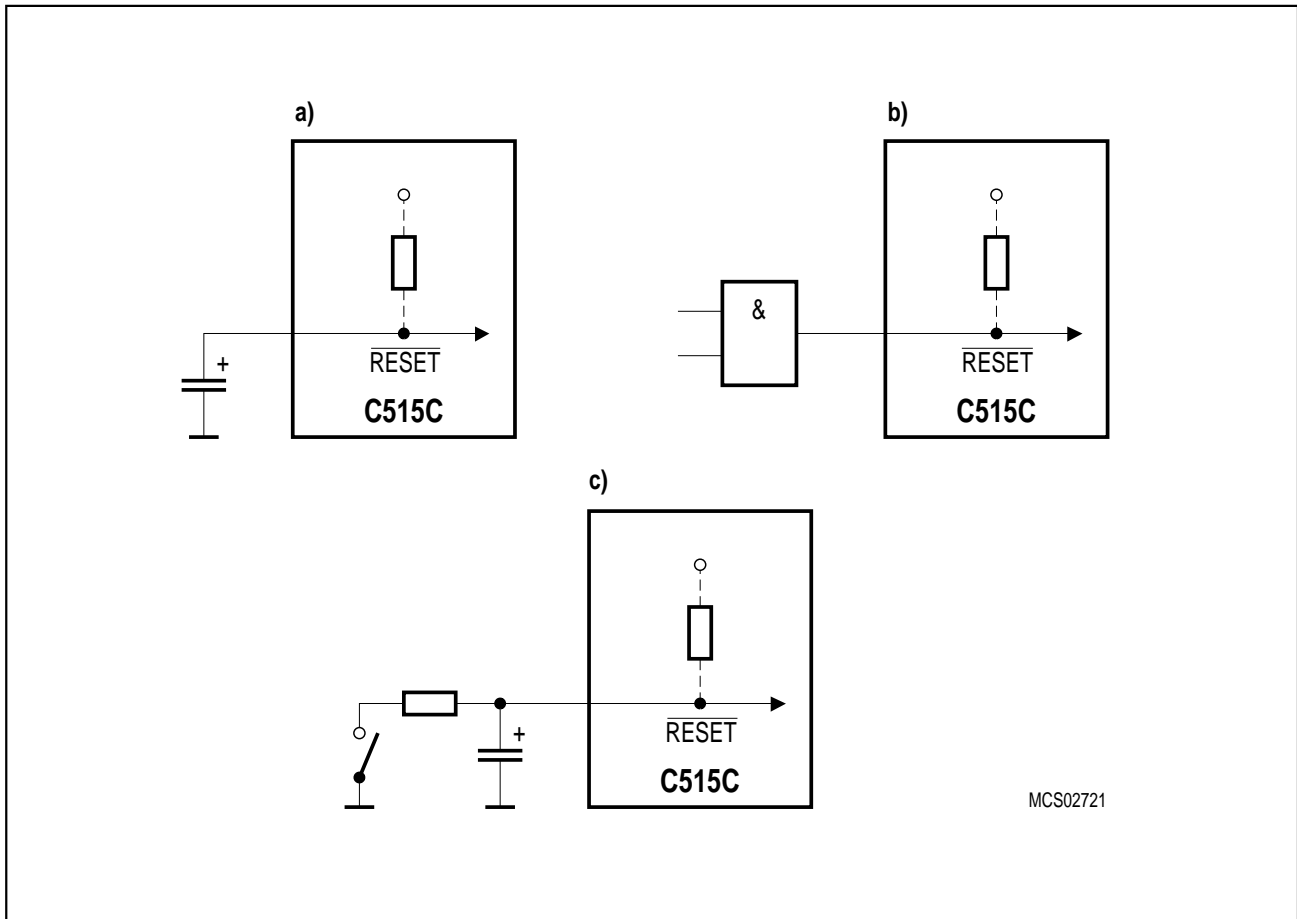 a)
+
RESET
C515C
b)
&
RESET
C515C
c)
+
RESET
C515C
MCS02721